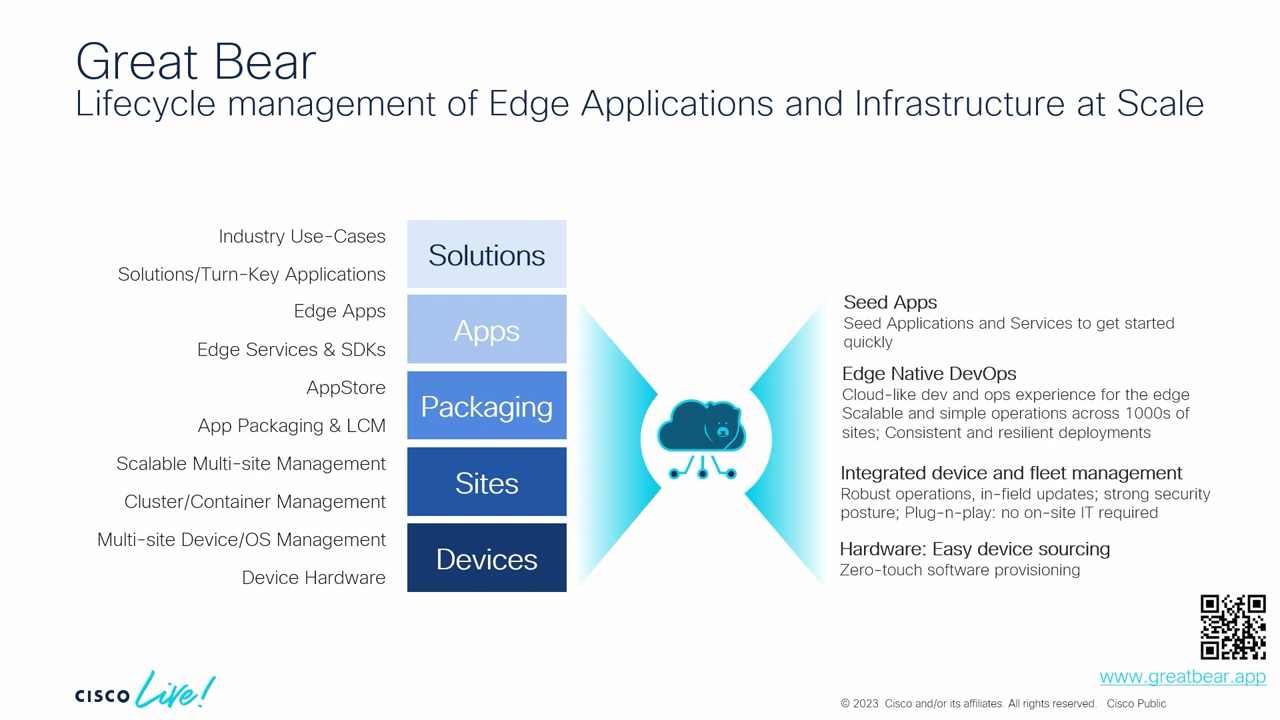 Great Bear
Lifecycle management of Edge Applications and Infrastructure at Scale
Industry Use-Cases
Solutions/Turn-Key Applications
Solutions
Edge Apps
Edge Services & SDKs
Apps
AppStore
App Packaging & LCM
Packaging
Scalable Multi-site Management
Cluster/Container Management
Sites
Multi-site Device/OS Management
Device Hardware
Devices
Seed Apps
Seed Applications and Services to get started
quickly
Edge Native DevOps
Cloud-like dev and ops experience for the edge
Scalable and simple operations across 1000s of
sites; Consistent and resilient deployments
Integrated device and fleet management
Robust operations, in-field updates; strong security
posture; Plug-n-play: no on-site IT required
Hardware: Easy device sourcing
Zero-touch software provisioning
www.greatbear.app
CISCO Live!
© 2023 Cisco and/or its affiliates. All rights reserved. Cisco Public